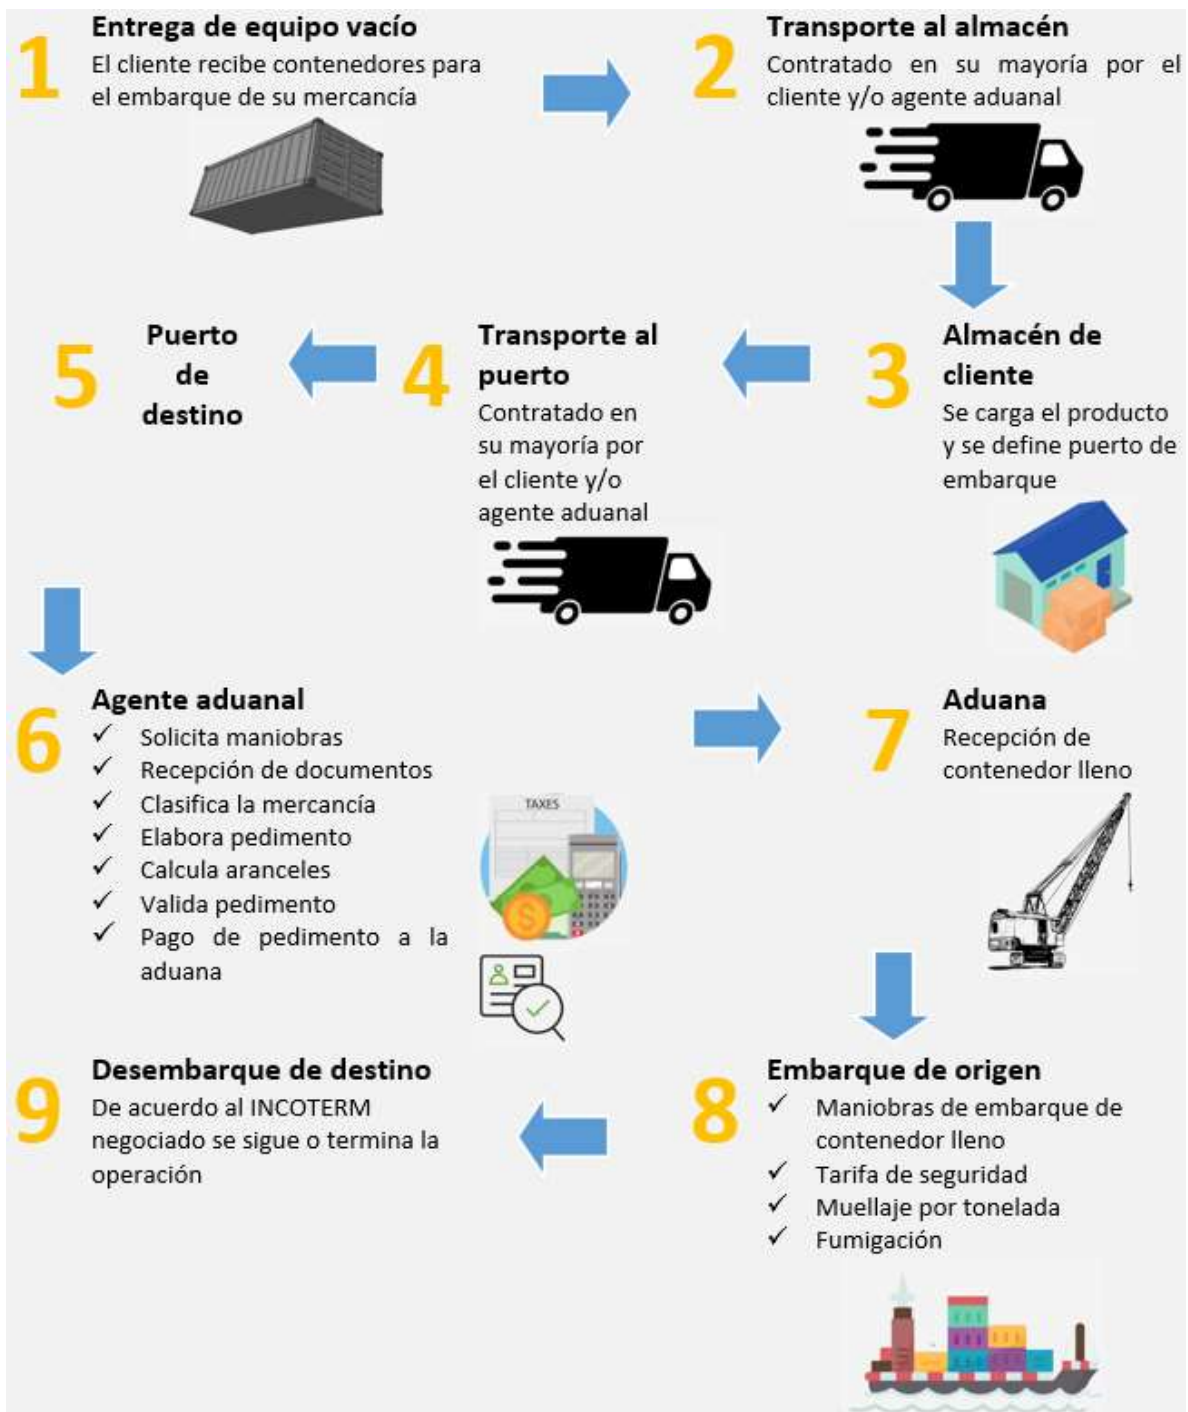 1
Entrega de equipo vacío
El cliente recibe contenedores para
el embarque de su mercancía
2
Transporte al almacén
Contratado en su mayoría por el
cliente y/o agente aduanal
3
Almacén de
cliente
Se carga el producto
y se define puerto de
embarque
4
Transporte al
puerto
Contratado en
su mayoría por
el cliente y/o
agente aduanal
5
Puerto
de
destino
6
Agente aduanal
✓ Solicita maniobras
✓ Recepción de documentos
✓ Clasifica la mercancía
✓ Elabora pedimento
✓ Calcula aranceles
✓ Valida pedimento
✓ Pago de pedimento a la
aduana
TAXES
$
7
Aduana
Recepción de
contenedor lleno
8
Embarque de origen
✓ Maniobras de embarque de
contenedor lleno
✓ Tarifa de seguridad
✓ Muellaje por tonelada
✓ Fumigación
9
Desembarque de destino
De acuerdo al INCOTERM
negociado se sigue o termina la
operación